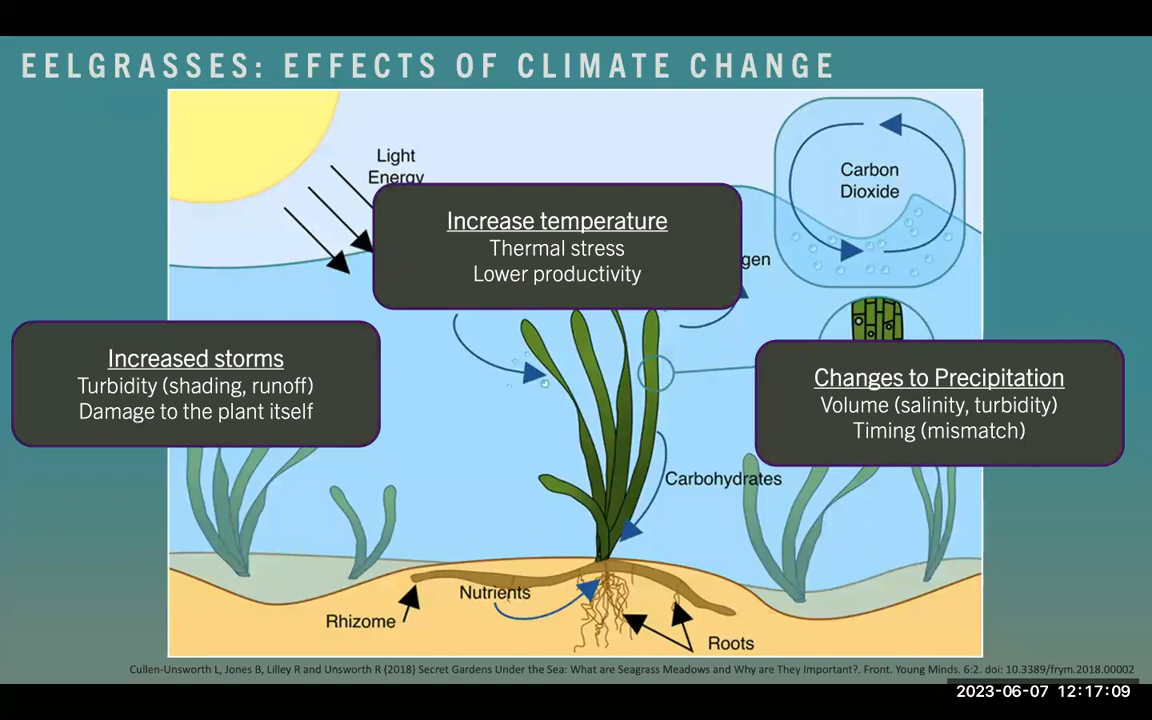 EELGRASSES: EFFECTS OF CLIMATE CHANGE
Light
Energy
Carbon
Dioxide
Increase temperature
Thermal stress
Lower productivity
gen
Increased storms
Turbidity (shading, runoff)
Damage to the plant itself
Changes to Precipitation
Volume (salinity, turbidity)
Timing (mismatch)
Carbohydrates
Nutrients
Rhizome
Roots
Cullen-Unsworth L, Jones B, Lilley R and Unsworth R (2018) Secret Gardens Under the Sea: What are Seagrass Meadows and Why are They Important?. Front. Young Minds. 6:2. doi: 10.3389/frym.2018.00002
2023-06-07 12:17:09